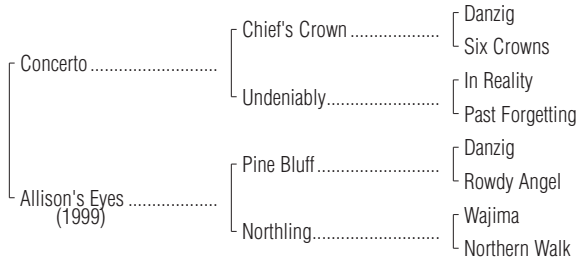 Danzig
Chief's Crown ....................
Six Crowns
Concerto ..........................
In Reality
Undeniably.........................
Past Forgetting
Danzig
Pine Bluff...........................
Rowdy Angel
Allison's Eyes ..................
(1999)
Wajima
Northling............................
Northern Walk